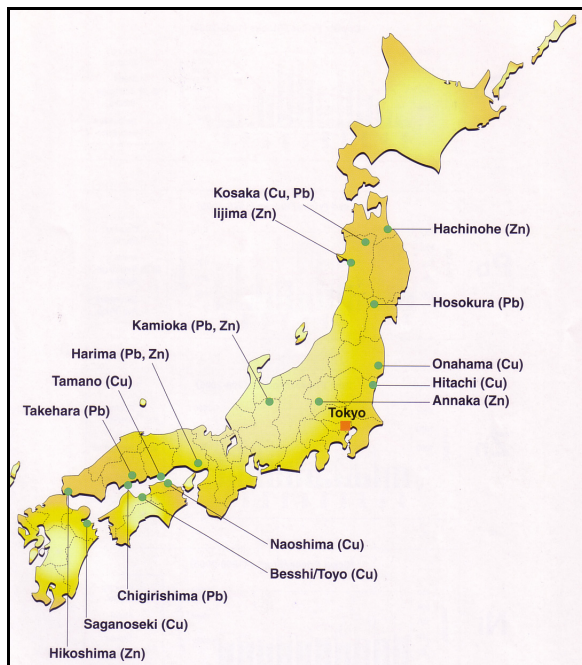 Kosaka (Cu, Pb)
Iijima (Zn)
Hachinohe (Zn)
Hosokura (Pb)
Kamioka (Pb, Zn)
Harima (Pb, Zn)
Onahama (Cu)
Tamano (Cu)
Hitachi (Cu)
Annaka (Zn)
Takehara (Pb)
Tokyo
Naoshima (Cu)
Besshi/Toyo (Cu)
Chigirishima (Pb)
Saganoseki (Cu)
Hikoshima (Zn)